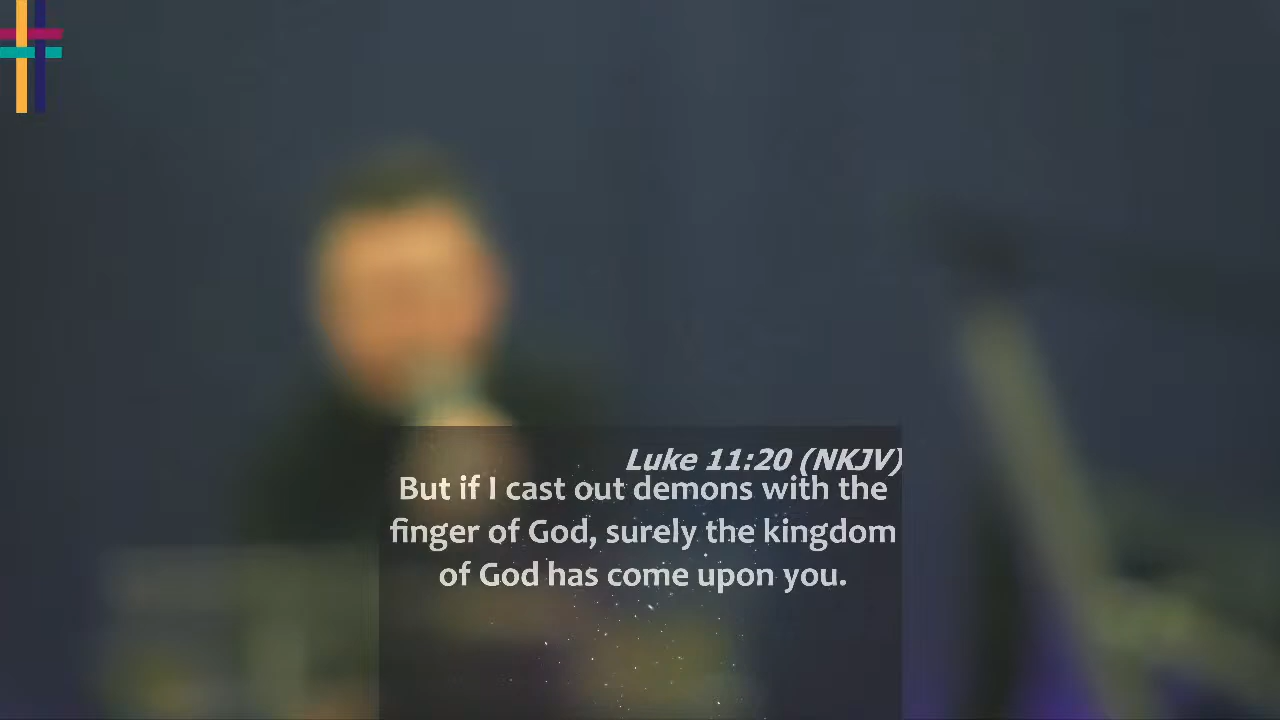 Luke 11:20 (NKJV)
But if I cast out demons with the
finger of God, surely the kingdom
of God has come upon you.